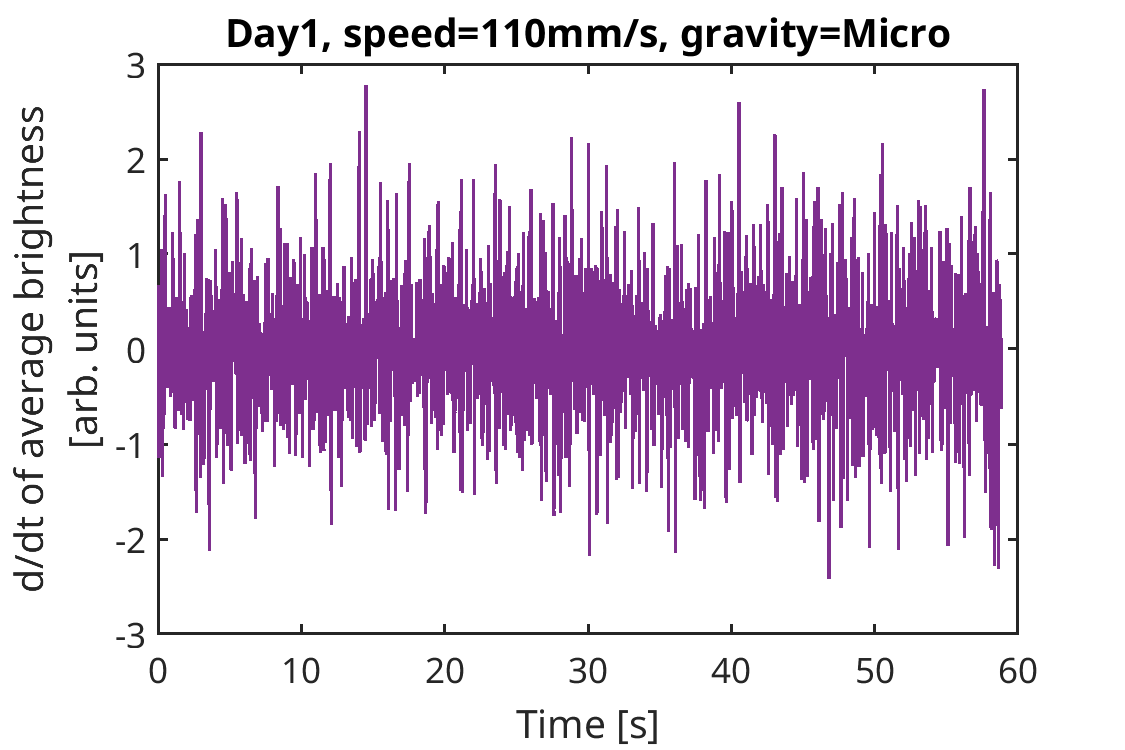 Day1, speed=110mm/s, gravity=Micro
d/dt of average brightness
[arb. units]
3
2
1
0
-1
-2
-3
0 10 20 30 40 50 60
Time [s]